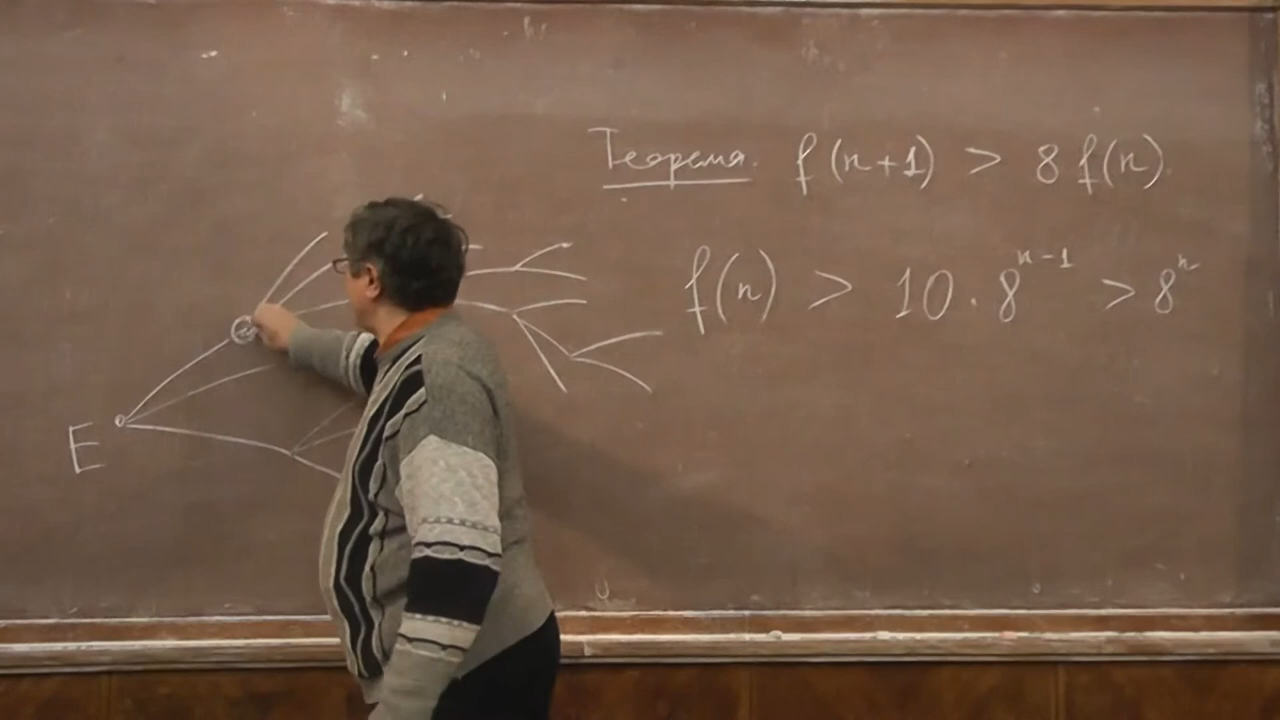 Теорема. f(n+1) > 8 f(n).
f(n) > 10 · 8^{n-1} > 8^n
E